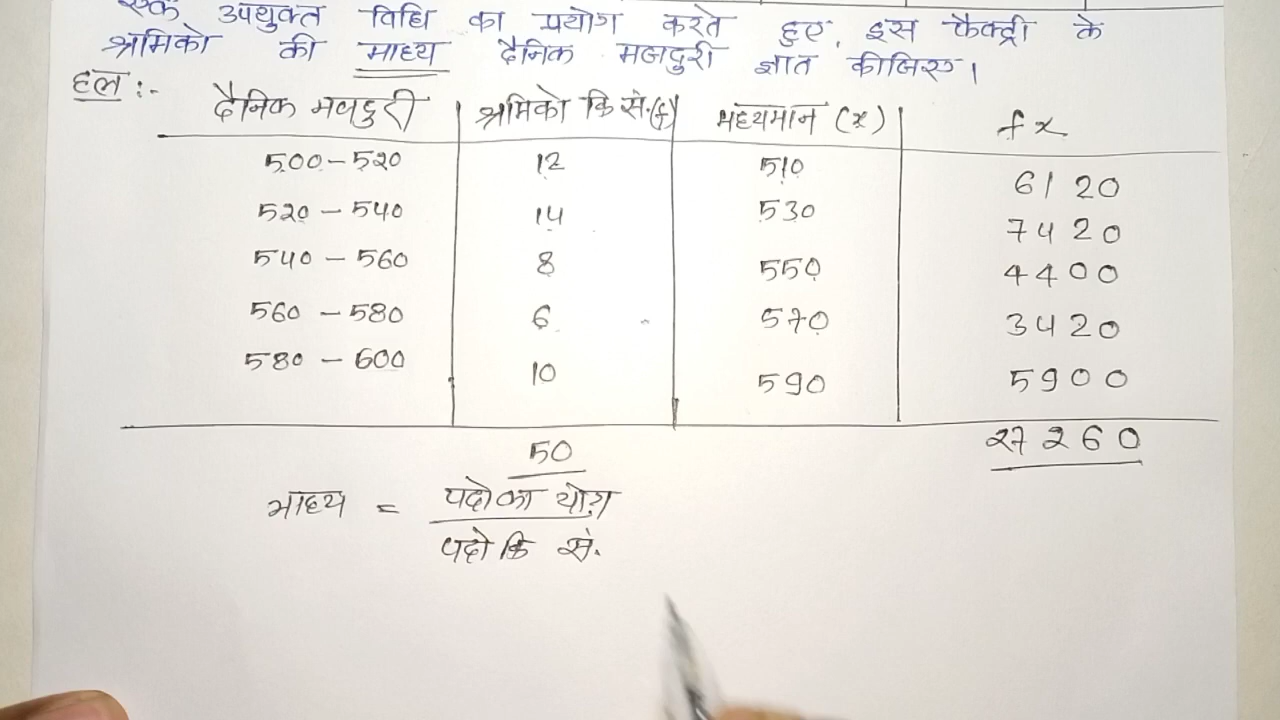 एक उपयुक्त विधि का प्रयोग करते हुए, इस फैक्ट्री के
श्रमिको की माध्य दैनिक मजदुरी ज्ञात कीजिए।
हल :-
दैनिक मजदुरी श्रमिको कि सं.(f) मध्यमान (x) fx
500-520 12 510 6120
520-540 14 530 7420
540-560 8 550 4400
560-580 6 570 3420
580-600 10 590 5900
50 27260
माध्य = पदो का योग
पदो कि सं.